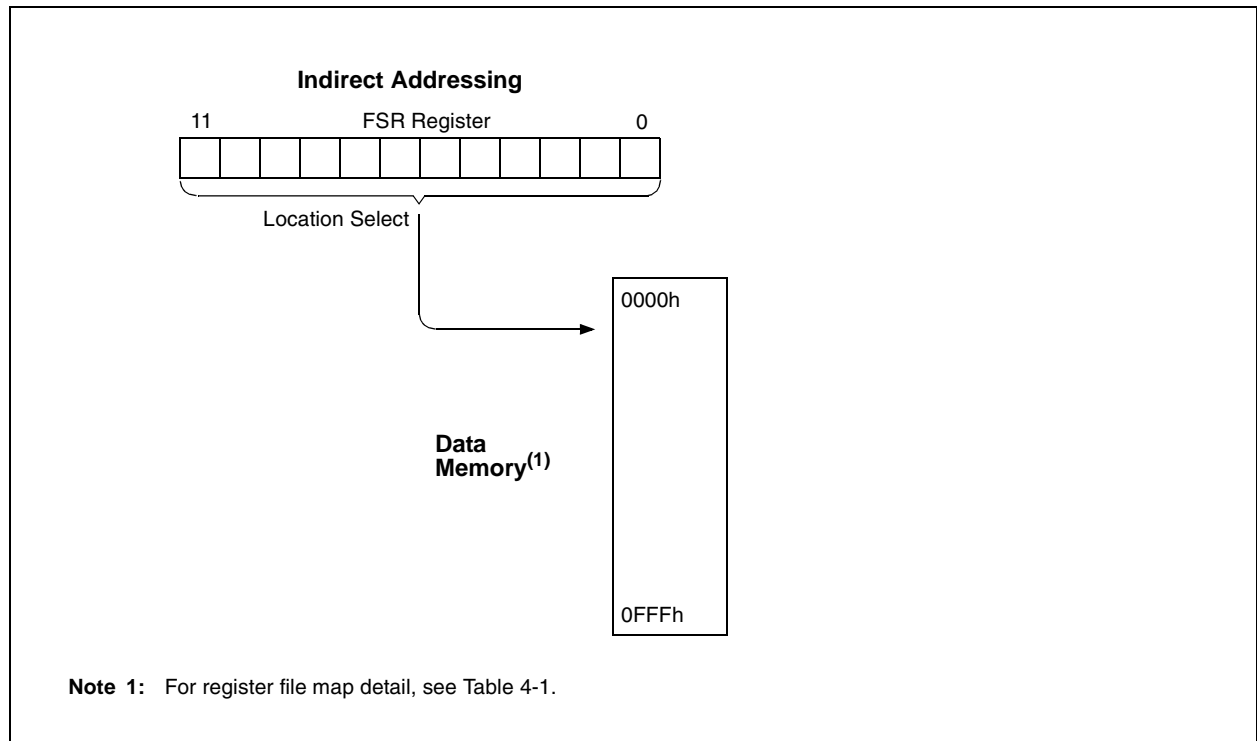 Indirect Addressing
11 FSR Register 0
Location Select
0000h
Data
Memory(1)
0FFFh
Note 1: For register file map detail, see Table 4-1.